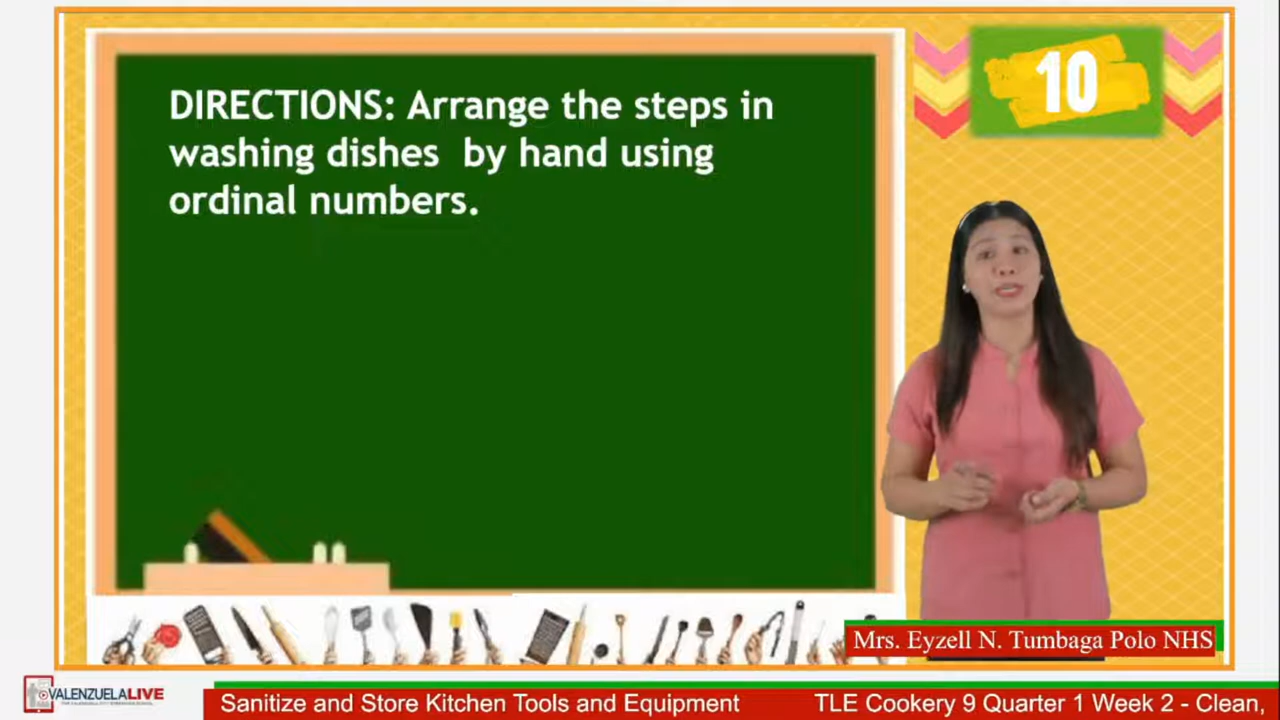 DIRECTIONS: Arrange the steps in
washing dishes by hand using
ordinal numbers.
10
Mrs. Eyzell N. Tumbaga Polo NHS
VALENZUELALIVE
Sanitize and Store Kitchen Tools and Equipment TLE Cookery 9 Quarter 1 Week 2 - Clean,